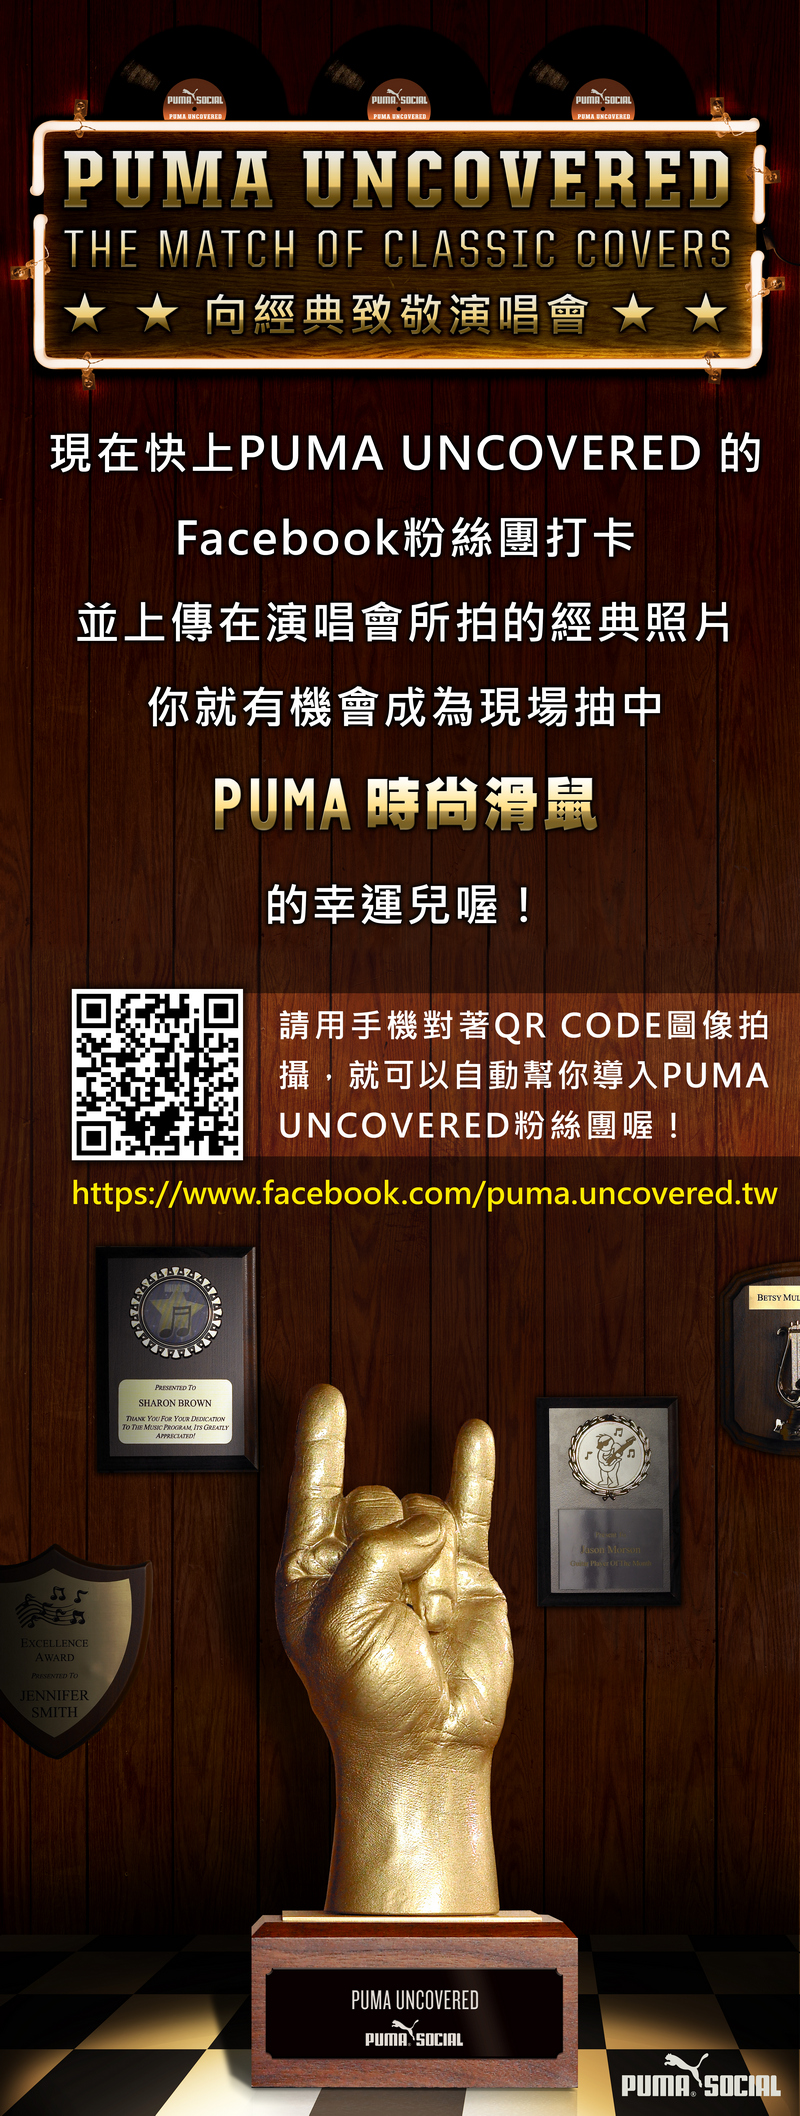 PUMA SOCIAL
PUMA UNCOVERED
PUMA SOCIAL
PUMA UNCOVERED
PUMA SOCIAL
PUMA UNCOVERED
PUMA UNCOVERED
THE MATCH OF CLASSIC COVERS
★ ★ 向經典致敬演唱會 ★ ★
現在快上PUMA UNCOVERED 的
Facebook粉絲團打卡
並上傳在演唱會所拍的經典照片
你就有機會成為現場抽中
PUMA 時尚滑鼠
的幸運兒喔！
請用手機對著QR CODE圖像拍
攝，就可以自動幫你導入PUMA
UNCOVERED粉絲團喔！
https://www.facebook.com/puma.uncovered.tw
BETSY MUL
PRESENTED TO
SHARON BROWN
THANK YOU FOR YOUR DEDICATION
TO THE MUSIC PROGRAM, ITS GREATLY
APPRECIATED!
Jason Morson
Of The Month
EXCELLENCE
AWARD
PRESENTED TO
JENNIFER
SMITH
PUMA UNCOVERED
PUMA® SOCIAL
PUMA® SOCIAL